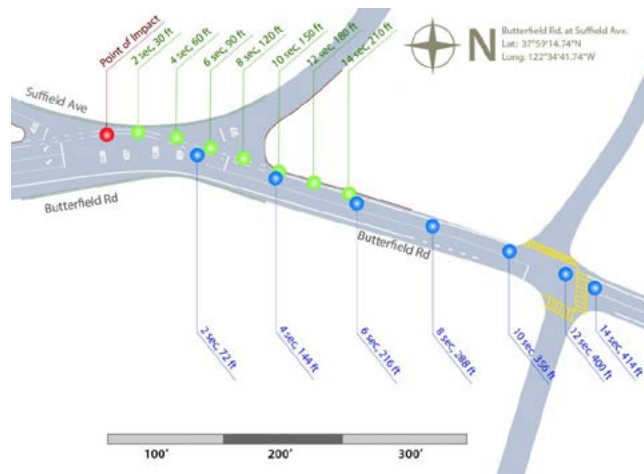 Point of Impact
2 sec, 30 ft
4 sec, 60 ft
6 sec, 90 ft
8 sec, 120 ft
10 sec, 150 ft
12 sec, 180 ft
14 sec, 210 ft
N
Butterfield Rd. at Suffield Ave.
Lat: 37°59'14.74"N
Long: 122°34'41.74"W
Suffield Ave
Butterfield Rd
Butterfield Rd
2 sec, 72 ft
4 sec, 144 ft
6 sec, 216 ft
8 sec, 288 ft
10 sec, 356 ft
12 sec, 400 ft
14 sec, 414 ft
100'
200'
300'